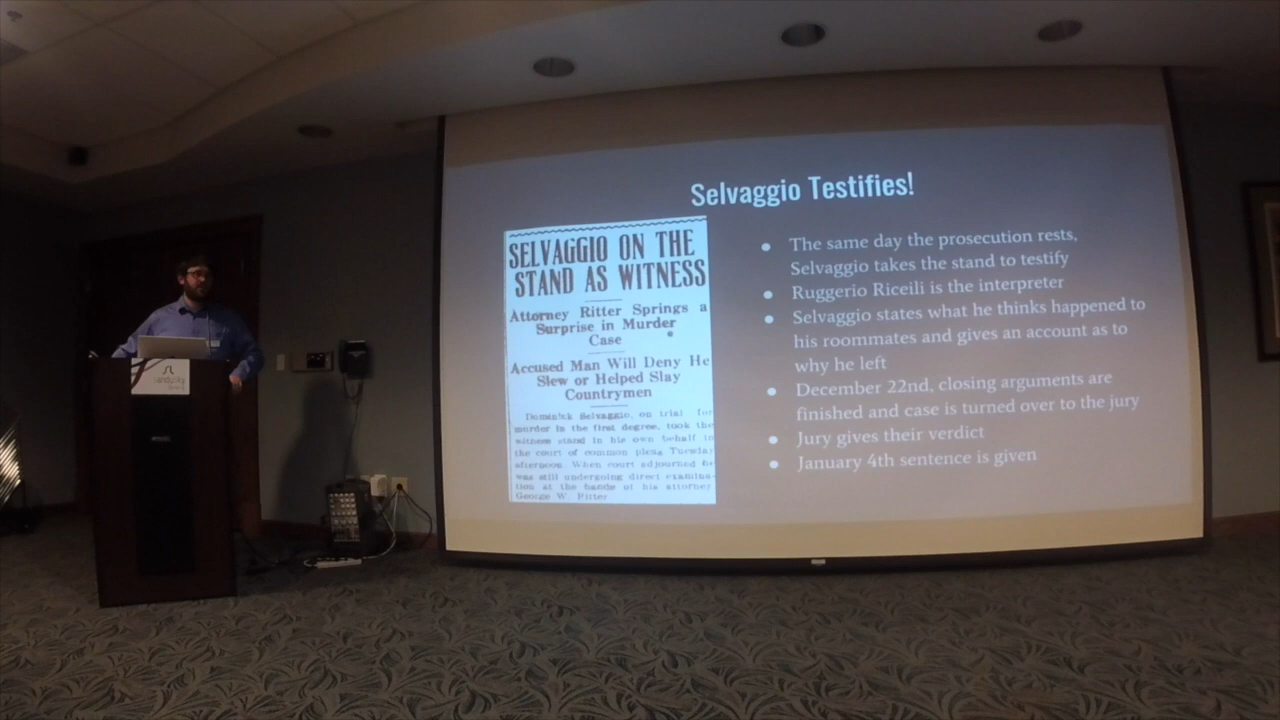 Selvaggio Testifies!
SELVAGGIO ON THE
STAND AS WITNESS
Attorney Ritter Springs a
Surprise in Murder
Case
Accused Man Will Deny He
Slew or Helped Slay
Countrymen
Dominick Selvaggio, on trial for
murder in the first degree, took the
witness stand in his own behalf in
the court of common pleas Tuesday
afternoon. When court adjourned he
was still undergoing direct examina-
tion at the hands of his attorney
George W. Ritter
● The same day the prosecution rests,
Selvaggio takes the stand to testify
● Ruggerio Riceili is the interpreter
● Selvaggio states what he thinks happened to
his roommates and gives an account as to
why he left
● December 22nd, closing arguments are
finished and case is turned over to the jury
● Jury gives their verdict
● January 4th sentence is given
sandusky